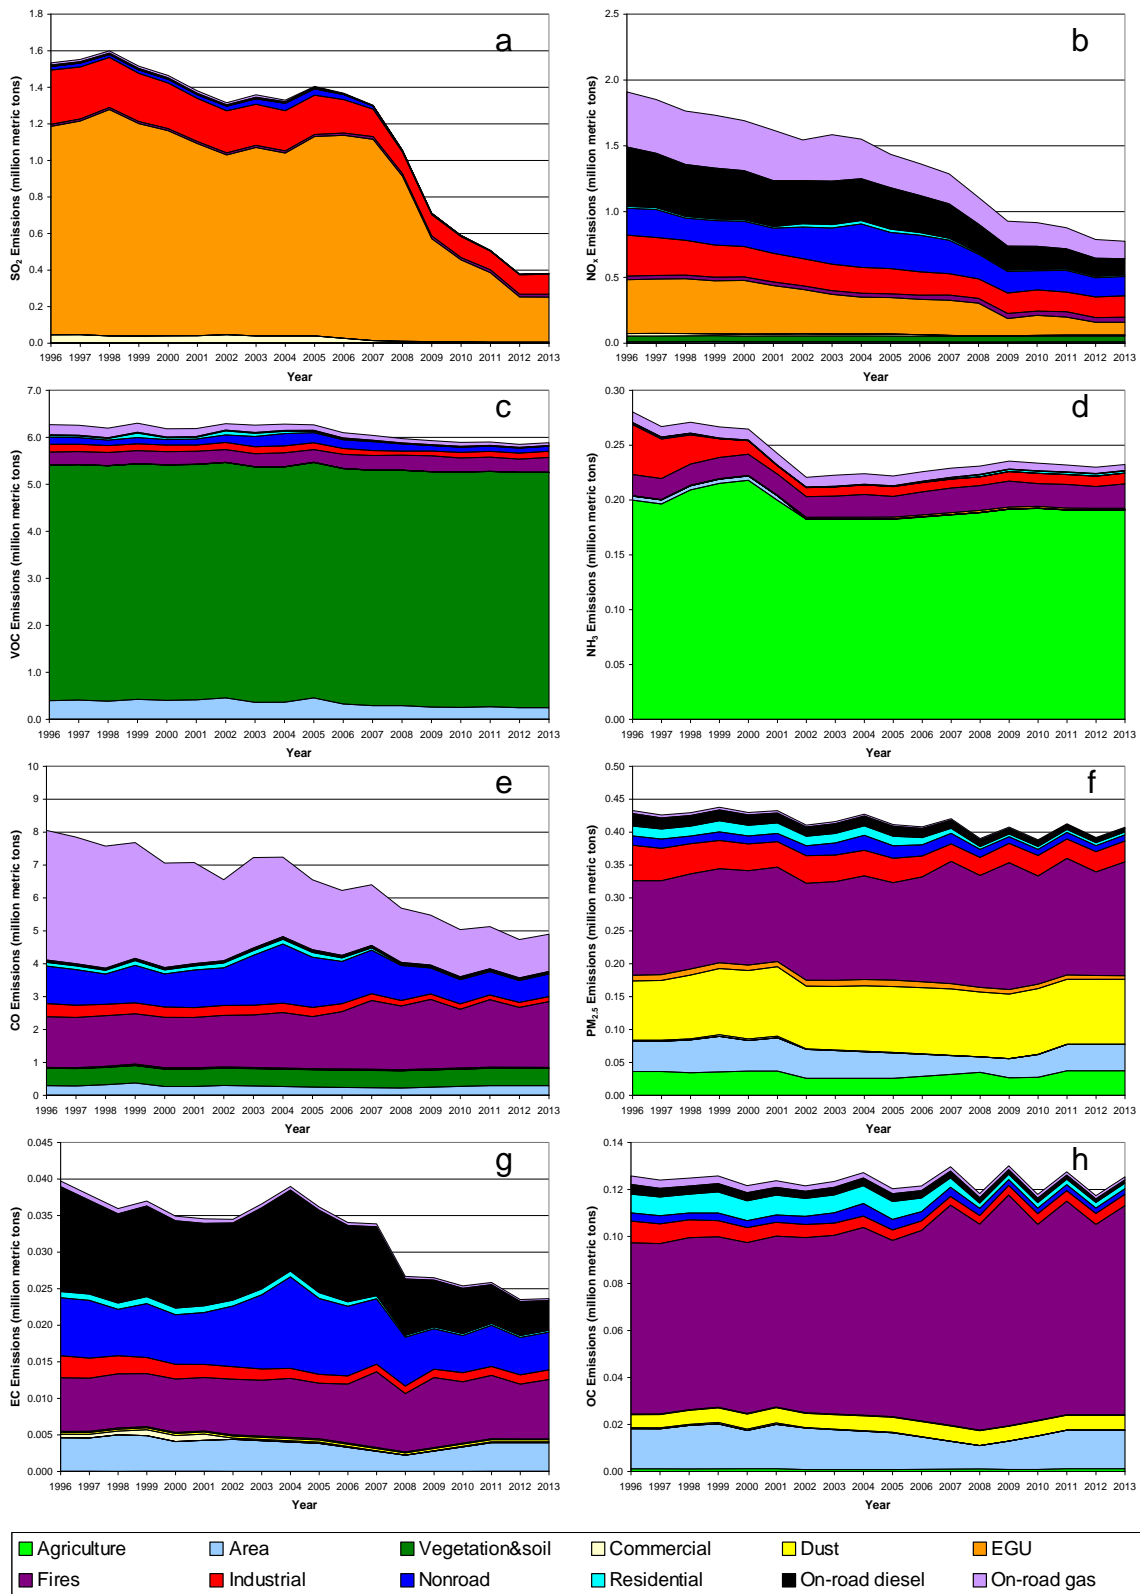 a
b
1.8
1.6
1.4
1.2
1.0
0.8
0.6
0.4
0.2
0.0
SO2 Emissions (million metric tons)
1996 1997 1998 1999 2000 2001 2002 2003 2004 2005 2006 2007 2008 2009 2010 2011 2012 2013
Year
2.5
2.0
1.5
1.0
0.5
0.0
NOx Emissions (million metric tons)
1996 1997 1998 1999 2000 2001 2002 2003 2004 2005 2006 2007 2008 2009 2010 2011 2012 2013
Year
c
d
7.0
6.0
5.0
4.0
3.0
2.0
1.0
0.0
VOC Emissions (million metric tons)
1996 1997 1998 1999 2000 2001 2002 2003 2004 2005 2006 2007 2008 2009 2010 2011 2012 2013
Year
0.30
0.25
0.20
0.15
0.10
0.05
0.00
NH3 Emissions (million metric tons)
1996 1997 1998 1999 2000 2001 2002 2003 2004 2005 2006 2007 2008 2009 2010 2011 2012 2013
Year
e
f
10
9
8
7
6
5
4
3
2
1
0
CO Emissions (million metric tons)
1996 1997 1998 1999 2000 2001 2002 2003 2004 2005 2006 2007 2008 2009 2010 2011 2012 2013
Year
0.50
0.45
0.40
0.35
0.30
0.25
0.20
0.15
0.10
0.05
0.00
PM2.5 Emissions (million metric tons)
1996 1997 1998 1999 2000 2001 2002 2003 2004 2005 2006 2007 2008 2009 2010 2011 2012 2013
Year
g
h
0.045
0.040
0.035
0.030
0.025
0.020
0.015
0.010
0.005
0.000
EC Emissions (million metric tons)
1996 1997 1998 1999 2000 2001 2002 2003 2004 2005 2006 2007 2008 2009 2010 2011 2012 2013
Year
0.14
0.12
0.10
0.08
0.06
0.04
0.02
0.00
OC Emissions (million metric tons)
1996 1997 1998 1999 2000 2001 2002 2003 2004 2005 2006 2007 2008 2009 2010 2011 2012 2013
Year
Agriculture Area Vegetation&soil Commercial Dust EGU
Fires Industrial Nonroad Residential On-road diesel On-road gas